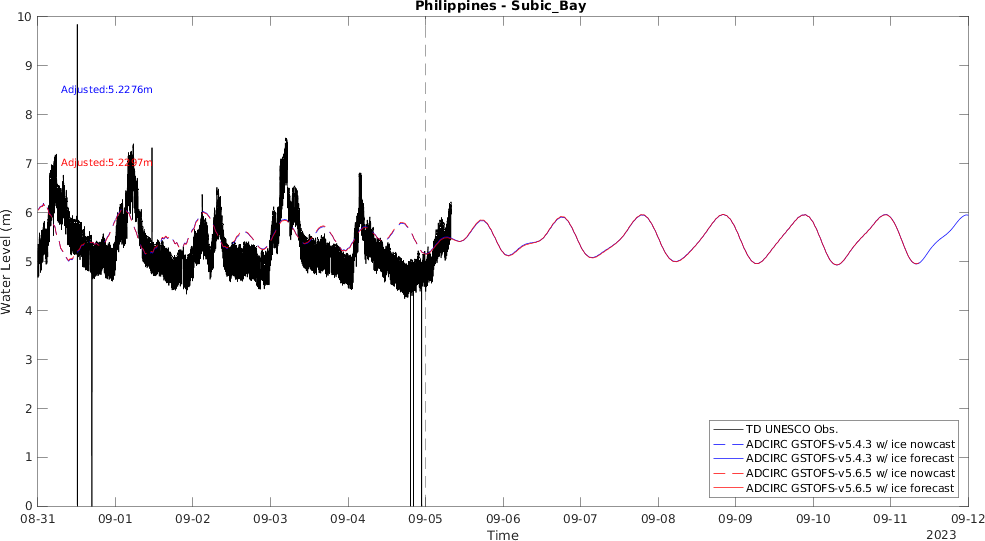 Philippines - Subic_Bay
10
9
Adjusted:5.2276m
8
7
Adjusted:5.2297m
6
5
4
3
2
1
0
Water Level (m)
TD UNESCO Obs.
ADCIRC GSTOFS-v5.4.3 w/ ice nowcast
ADCIRC GSTOFS-v5.4.3 w/ ice forecast
ADCIRC GSTOFS-v5.6.5 w/ ice nowcast
ADCIRC GSTOFS-v5.6.5 w/ ice forecast
08-31 09-01 09-02 09-03 09-04 09-05 09-06 09-07 09-08 09-09 09-10 09-11 09-12
Time
2023